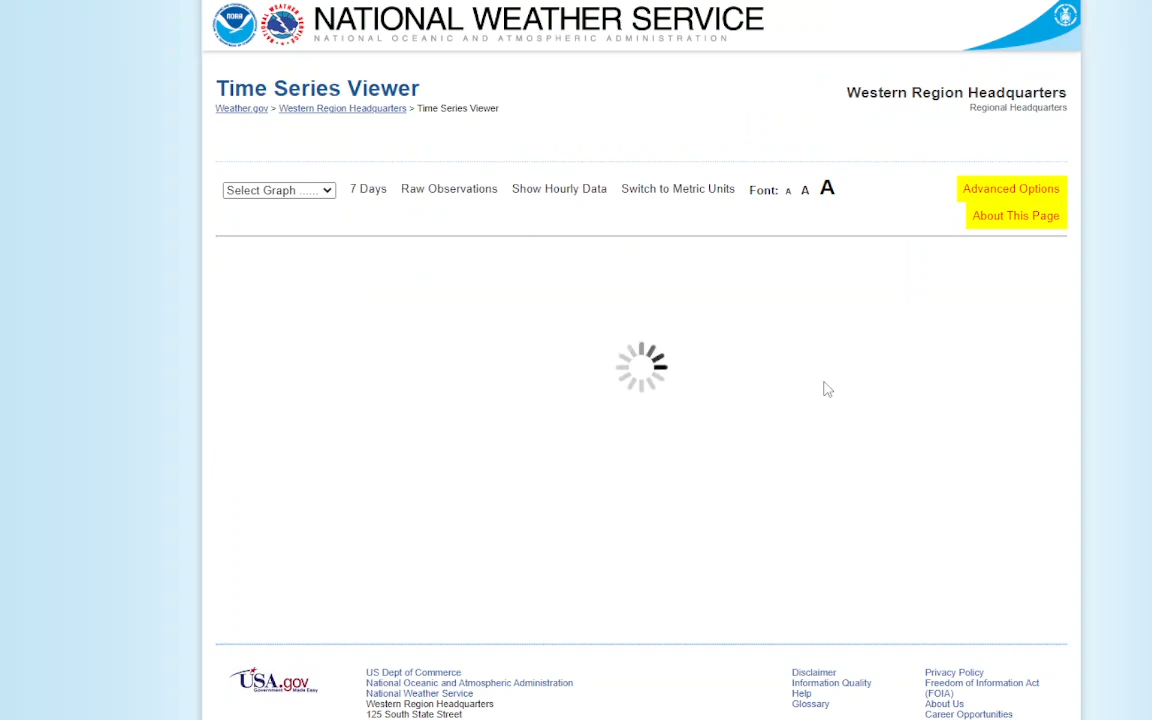 NOAA
NATIONAL WEATHER SERVICE
NATIONAL OCEANIC AND ATMOSPHERIC ADMINISTRATION
Time Series Viewer
Weather.gov > Western Region Headquarters > Time Series Viewer
Western Region Headquarters
Regional Headquarters
Select Graph ...... 7 Days Raw Observations Show Hourly Data Switch to Metric Units Font: A A A
Advanced Options
About This Page
USA.gov
Government Made Easy
US Dept of Commerce
National Oceanic and Atmospheric Administration
National Weather Service
Western Region Headquarters
125 South State Street
Disclaimer
Information Quality
Help
Glossary
Privacy Policy
Freedom of Information Act
(FOIA)
About Us
Career Opportunities